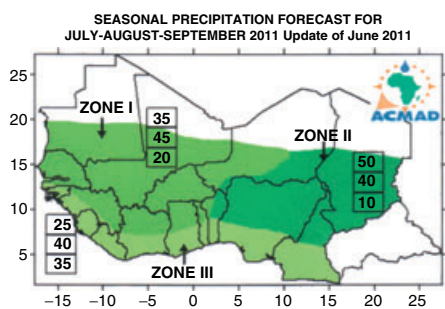 SEASONAL PRECIPITATION FORECAST FOR
JULY-AUGUST-SEPTEMBER 2011 Update of June 2011
25
20
15
10
5
ZONE I
35
45
20
ZONE II
ACMAD
50
40
10
25
40
35
ZONE III
−15 −10 −5 0 5 10 15 20 25